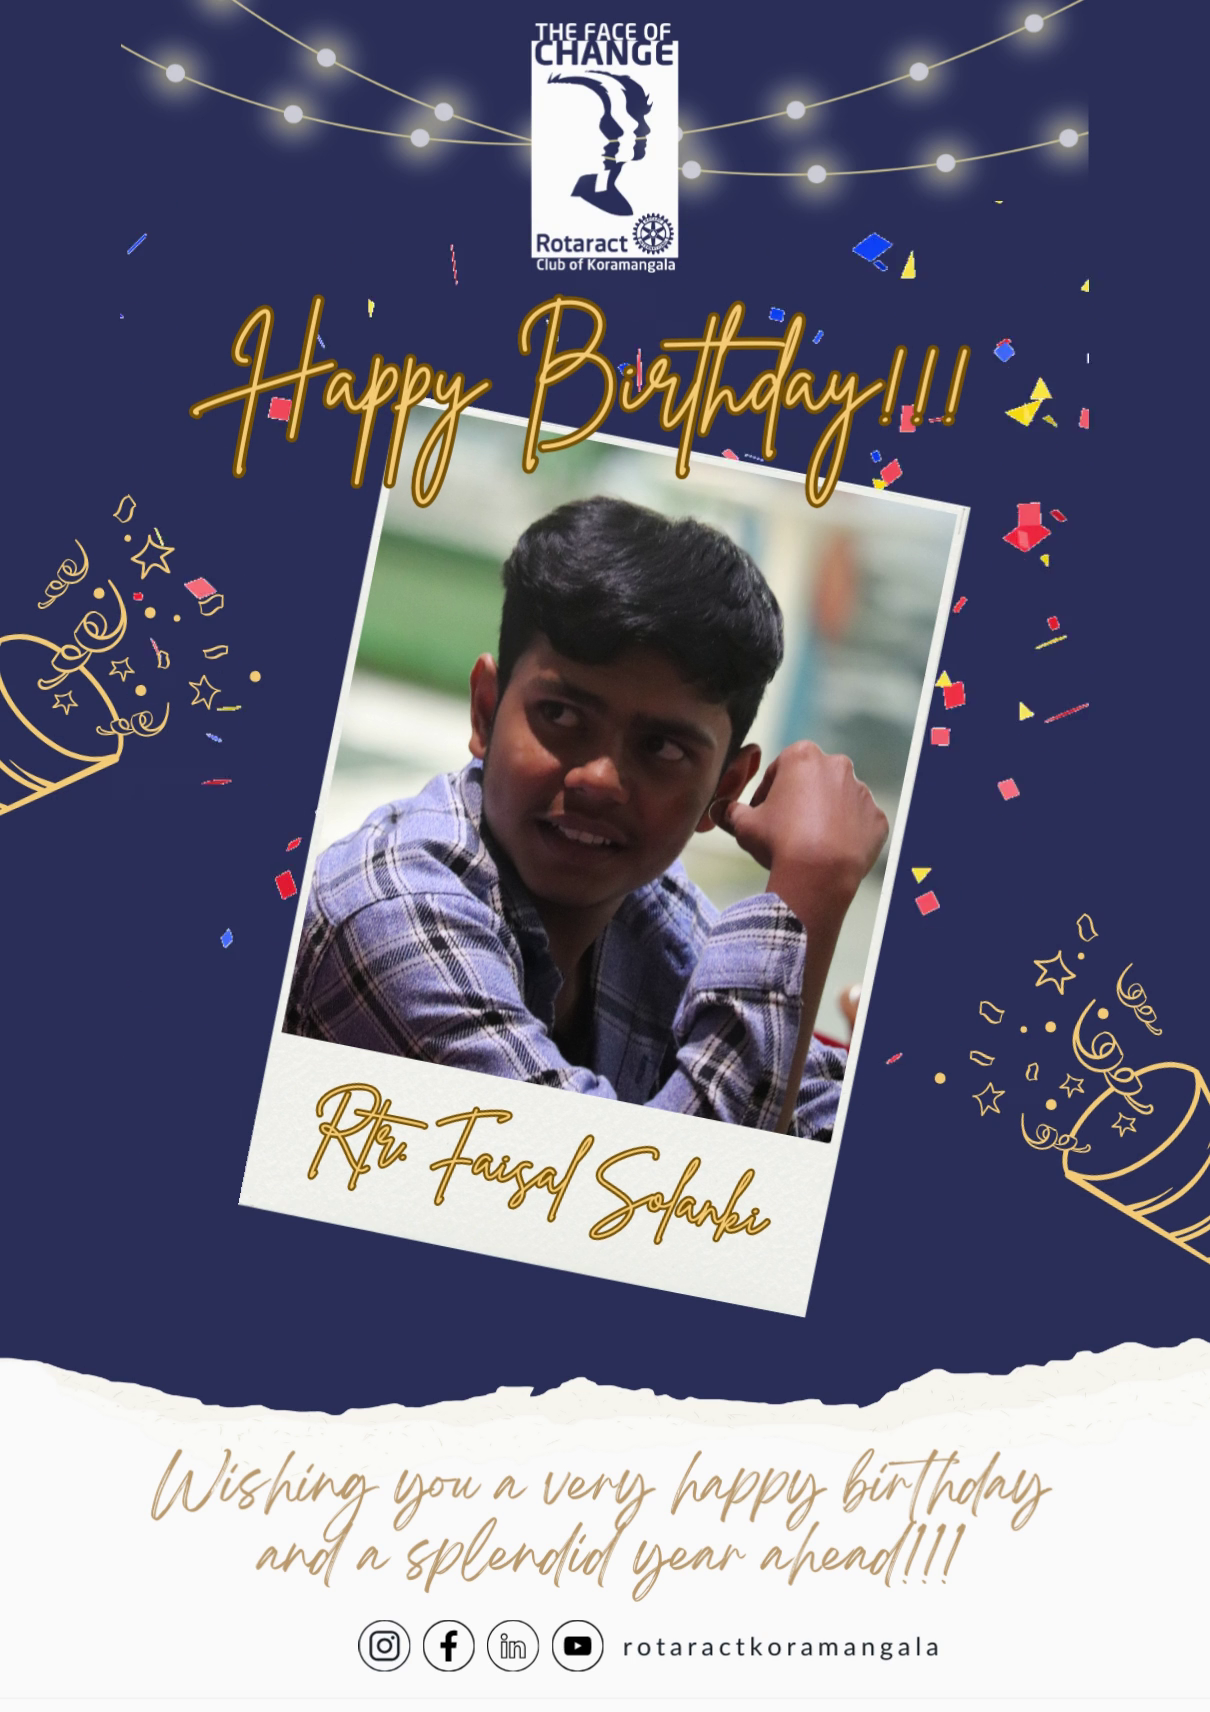 THE FACE OF
CHANGE
Rotaract
Club of Koramangala
Happy Birthday!!!
Rtr. Faisal Solanki
Wishing you a very happy birthday
and a splendid year ahead!!!
in rotaractkoramangala